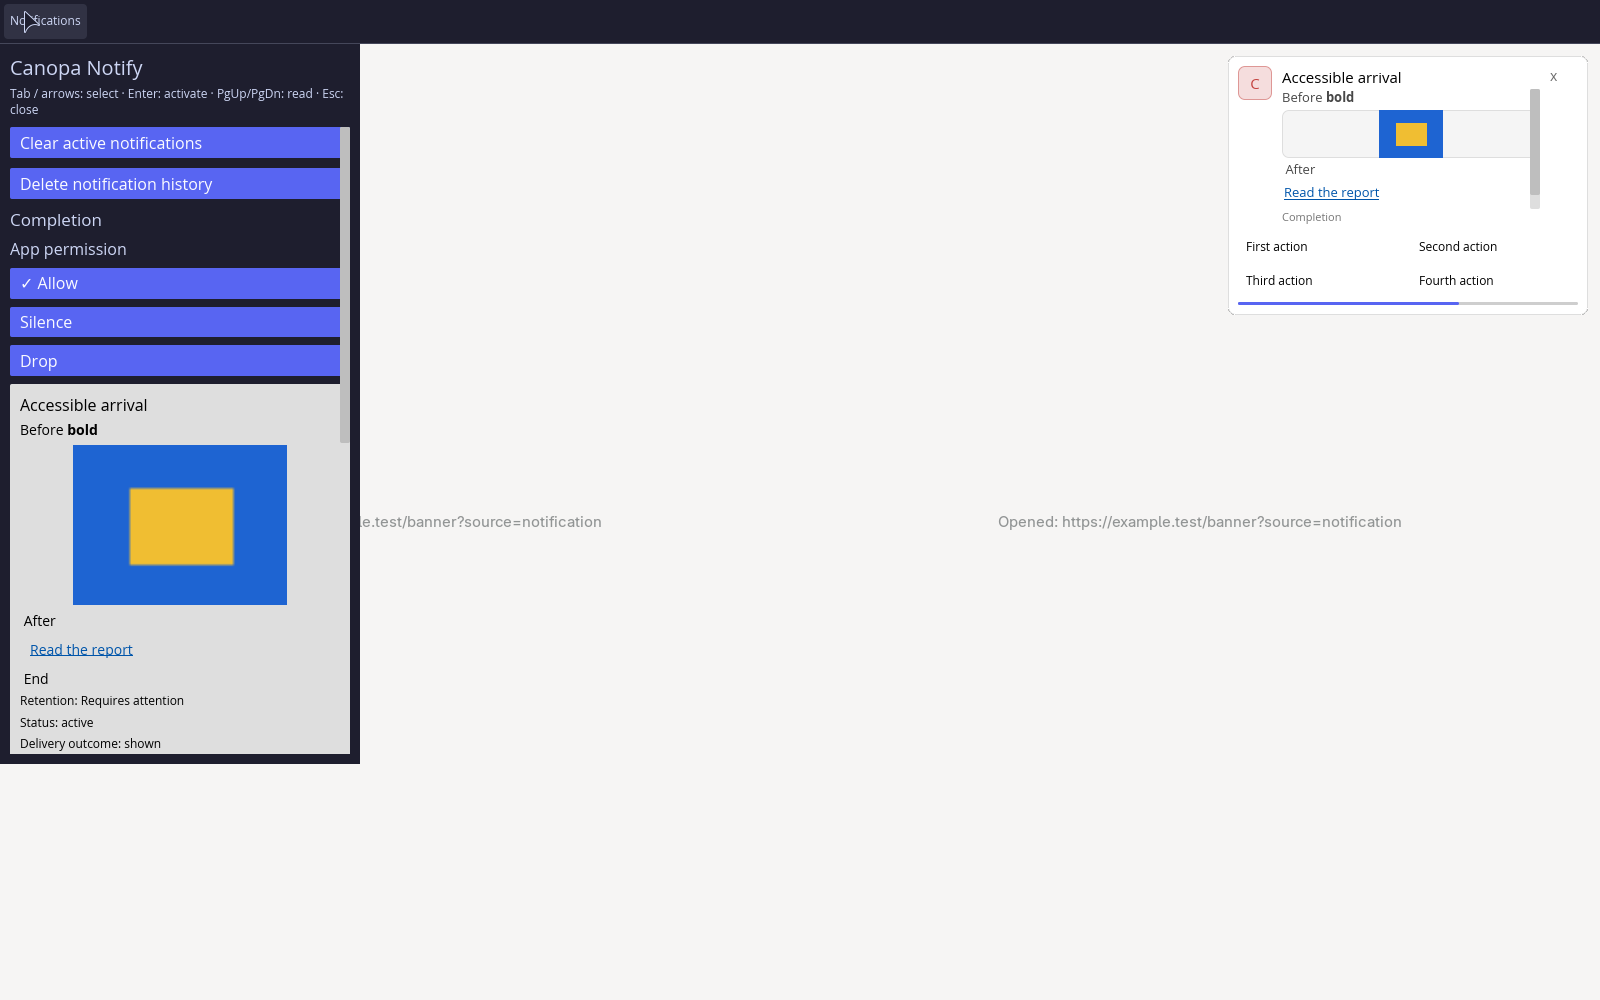 Notifications
Canopa Notify
Tab / arrows: select · Enter: activate · PgUp/PgDn: read · Esc:
close
Clear active notifications
Delete notification history
Completion
App permission
✓ Allow
Silence
Drop
Accessible arrival
Before bold
After
Read the report
End
Retention: Requires attention
Status: active
Delivery outcome: shown
le.test/banner?source=notification
Opened: https://example.test/banner?source=notification
C
Accessible arrival
x
Before bold
After
Read the report
Completion
First action
Second action
Third action
Fourth action